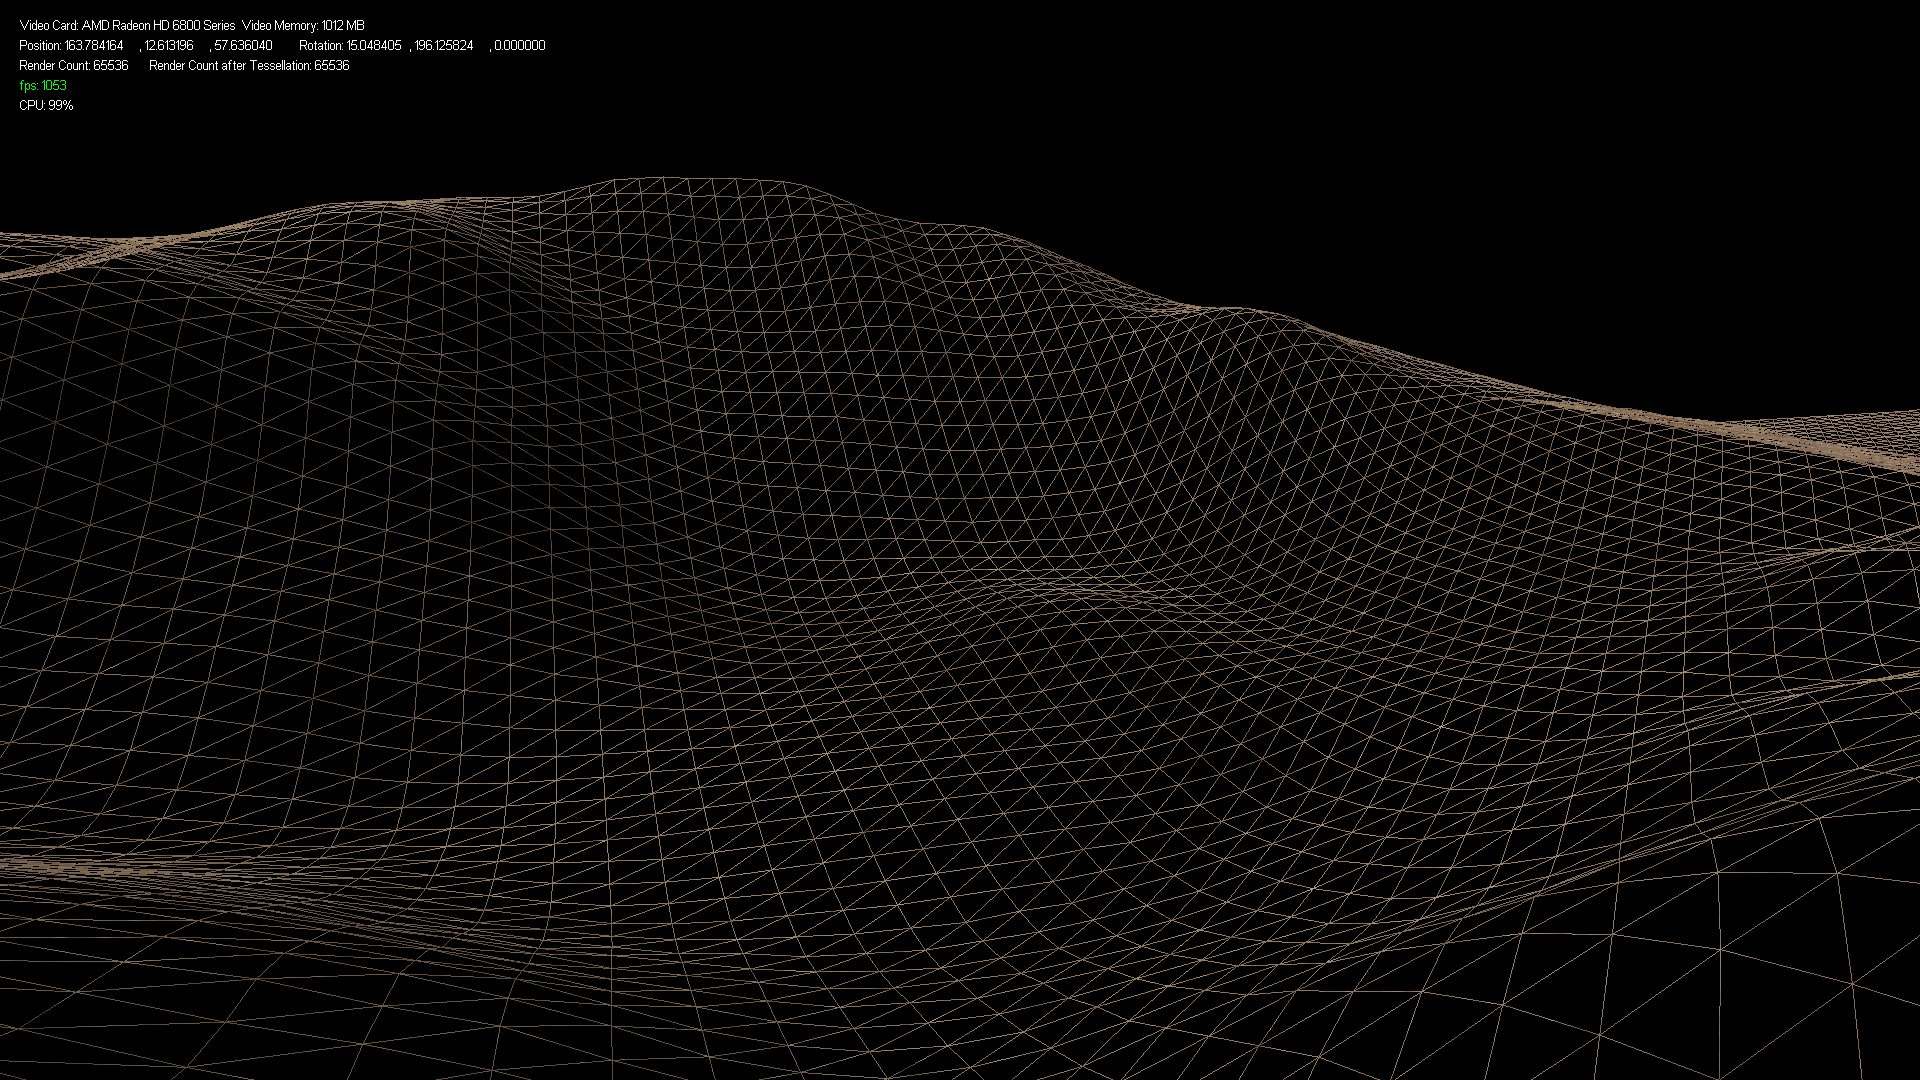 Video Card: AMD Radeon HD 6800 Series  Video Memory: 1012 MB
Position: 163.784164   , 12.613196   , 57.636040     Rotation: 15.048405  , 196.125824   , 0.000000
Render Count: 65536    Render Count after Tessellation: 65536
fps: 1053
CPU: 99%